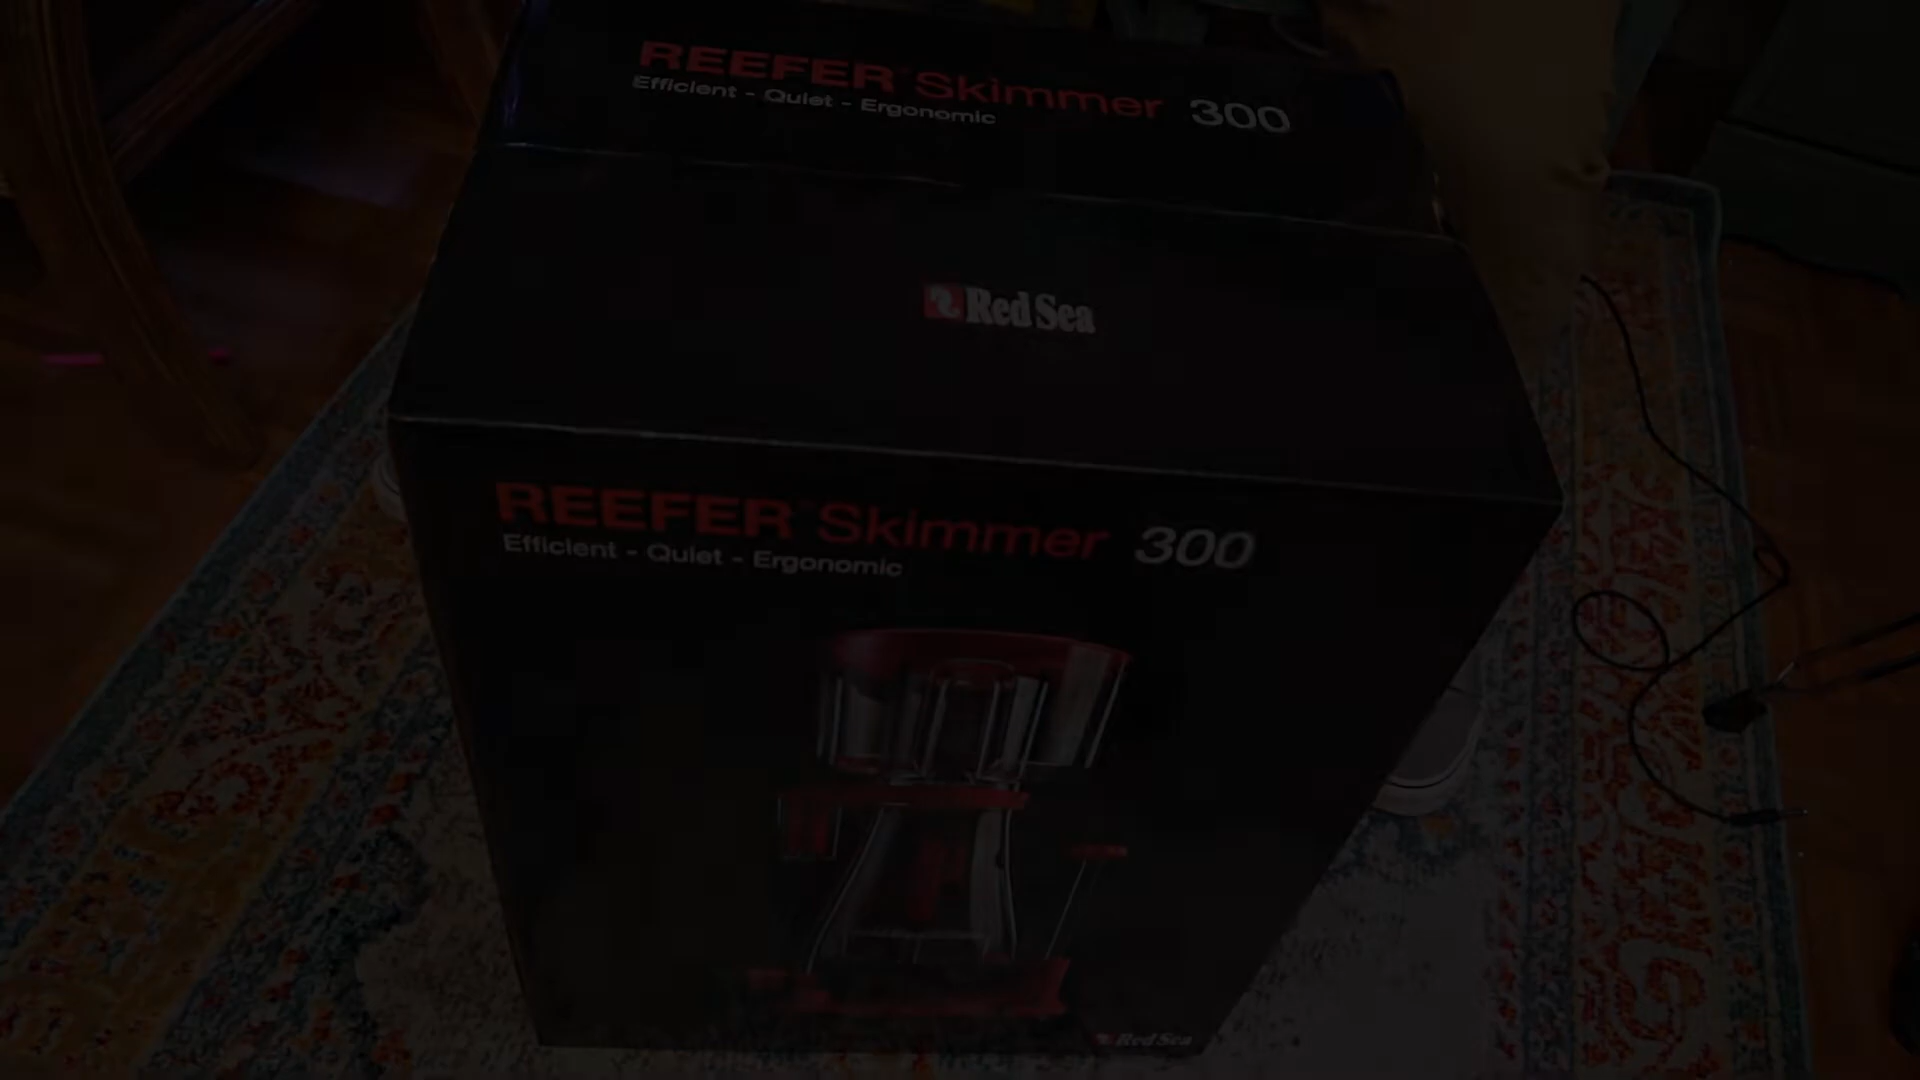 REEFER® Skimmer 300
Efficient - Quiet - Ergonomic
Red Sea
REEFER® Skimmer 300
Efficient - Quiet - Ergonomic
Red Sea